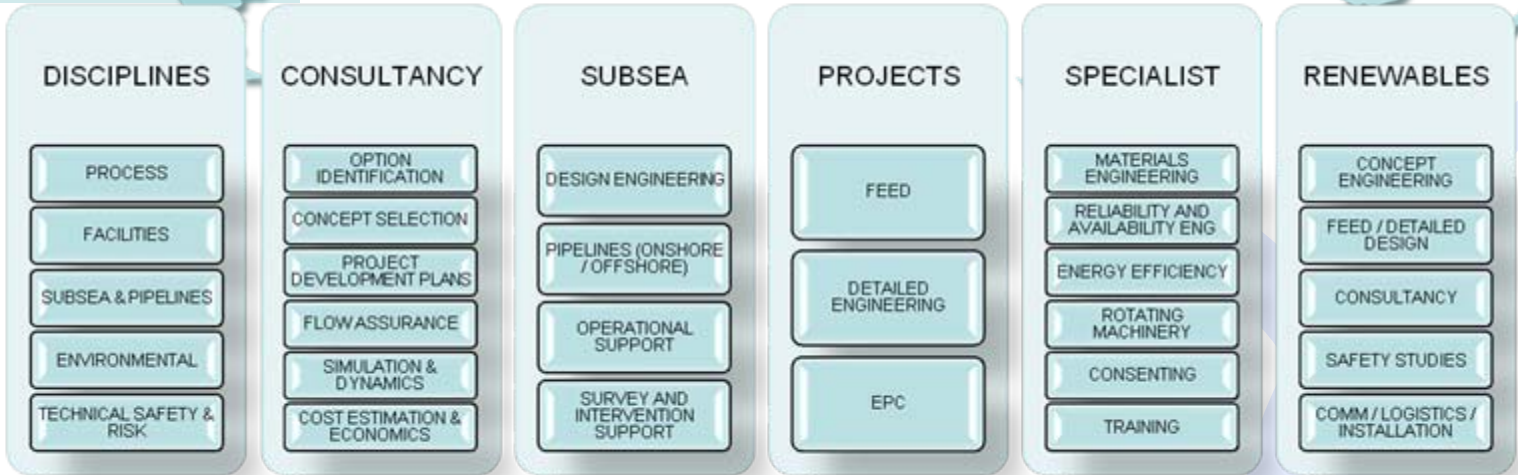 DISCIPLINES
PROCESS
FACILITIES
SUBSEA & PIPELINES
ENVIRONMENTAL
TECHNICAL SAFETY &
RISK
CONSULTANCY
OPTION
IDENTIFICATION
CONCEPT SELECTION
PROJECT
DEVELOPMENT PLANS
FLOW ASSURANCE
SIMULATION &
DYNAMICS
COST ESTIMATION &
ECONOMICS
SUBSEA
DESIGN ENGINEERING
PIPELINES (ONSHORE
/ OFFSHORE)
OPERATIONAL
SUPPORT
SURVEY AND
INTERVENTION
SUPPORT
PROJECTS
FEED
DETAILED
ENGINEERING
EPC
SPECIALIST
MATERIALS
ENGINEERING
RELIABILITY AND
AVAILABILITY ENG
ENERGY EFFICIENCY
ROTATING
MACHINERY
CONSENTING
TRAINING
RENEWABLES
CONCEPT
ENGINEERING
FEED / DETAILED
DESIGN
CONSULTANCY
SAFETY STUDIES
COMM / LOGISTICS /
INSTALLATION